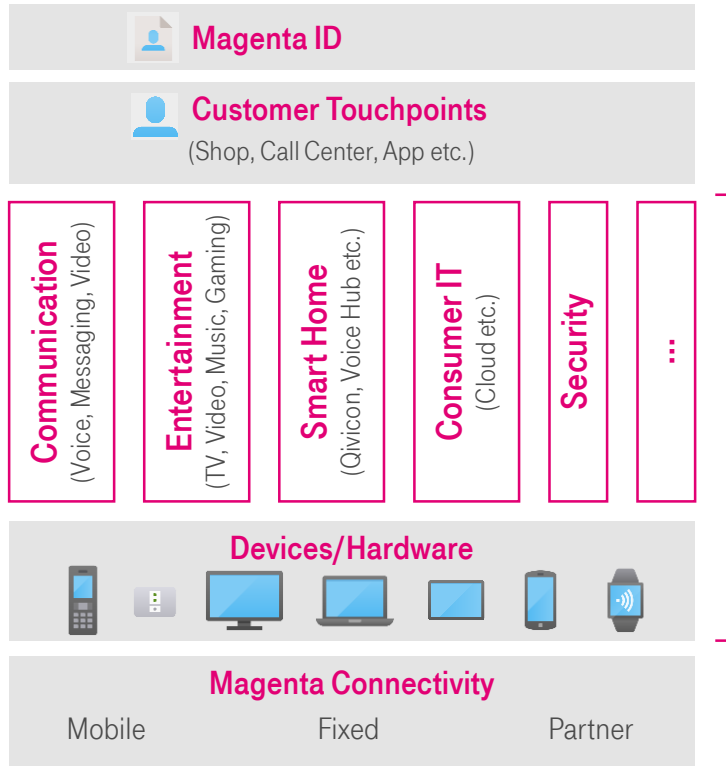 Magenta ID
Customer Touchpoints
(Shop, Call Center, App etc.)
Communication
(Voice, Messaging, Video)
Entertainment
(TV, Video, Music, Gaming)
Smart Home
(Qivicon, Voice Hub etc.)
Consumer IT
(Cloud etc.)
Security
...
Devices/Hardware
Magenta Connectivity
Mobile Fixed Partner